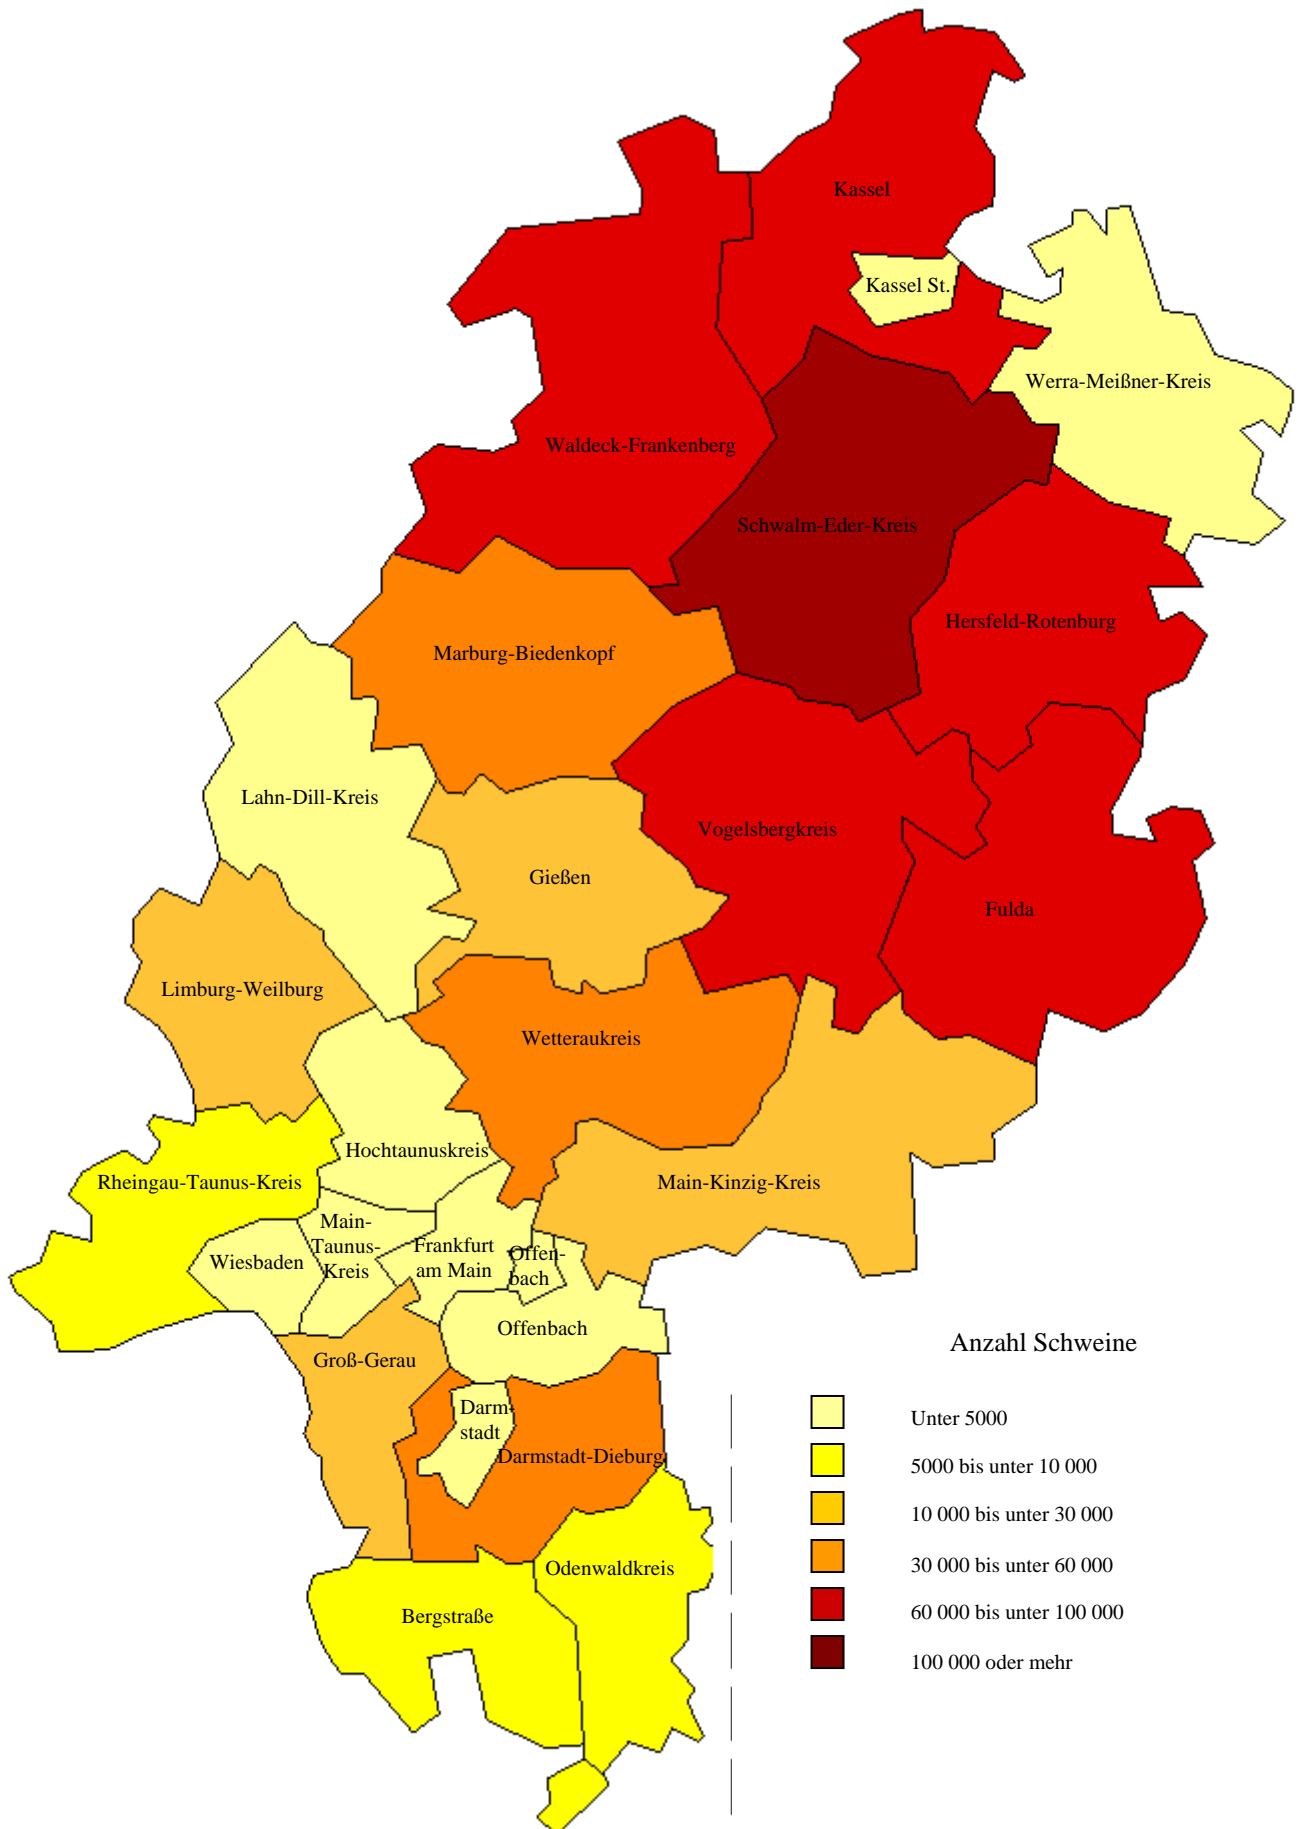 Kassel
Kassel St.
Werra-Meißner-Kreis
Waldeck-Frankenberg
Schwalm-Eder-Kreis
Hersfeld-Rotenburg
Marburg-Biedenkopf
Lahn-Dill-Kreis
Vogelsbergkreis
Gießen
Fulda
Limburg-Weilburg
Wetteraukreis
Hochtaunuskreis
Rheingau-Taunus-Kreis
Main-Kinzig-Kreis
Main-
Taunus-
Kreis
Wiesbaden
Frankfurt
am Main
Offen-
bach
Offenbach
Groß-Gerau
Darm-
stadt
Darmstadt-Dieburg
Odenwaldkreis
Bergstraße
Anzahl Schweine
Unter 5000
5000 bis unter 10 000
10 000 bis unter 30 000
30 000 bis unter 60 000
60 000 bis unter 100 000
100 000 oder mehr